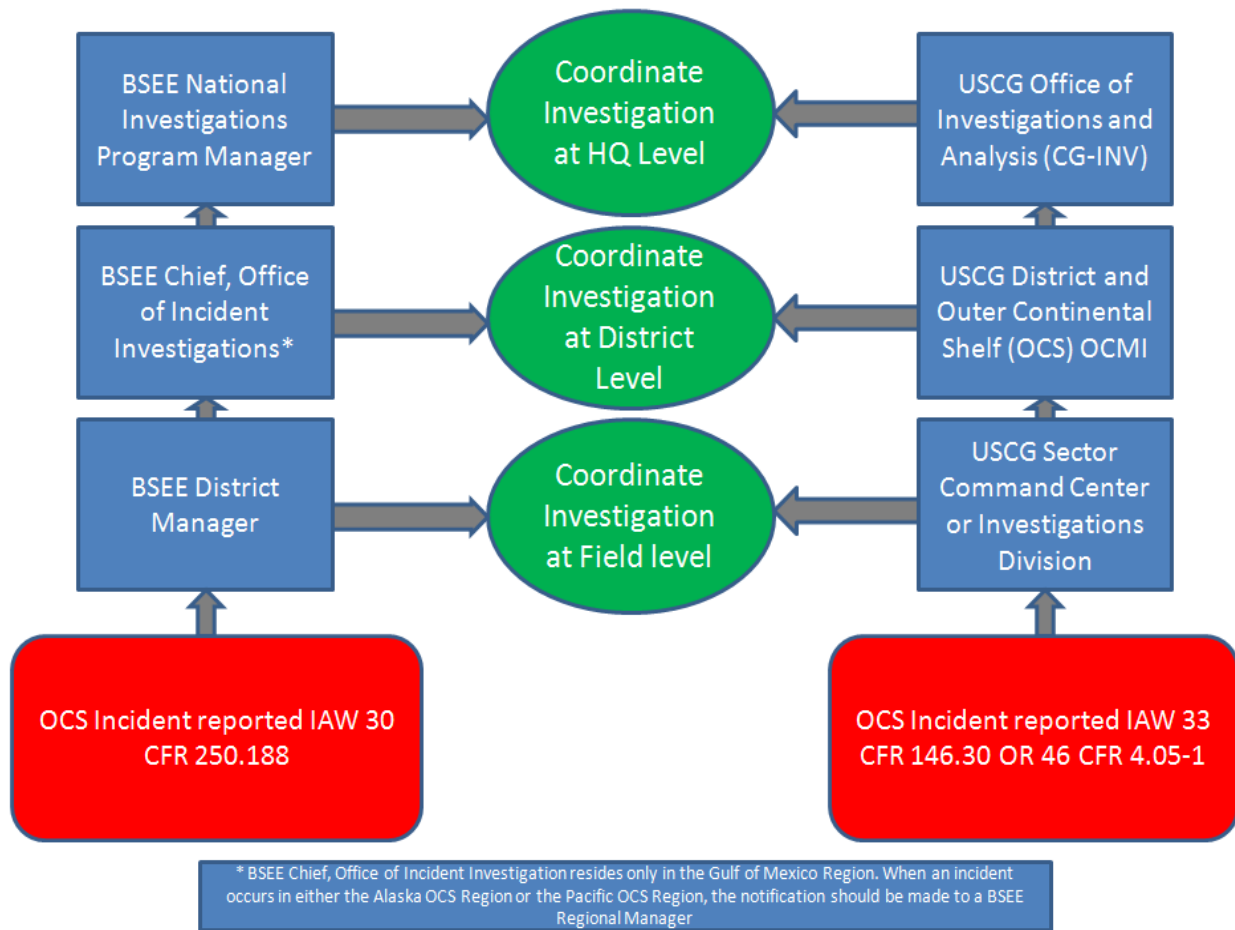 BSEE National
Investigations
Program Manager
Coordinate
Investigation
at HQ Level
USCG Office of
Investigations and
Analysis (CG-INV)
BSEE Chief, Office
of Incident
Investigations*
Coordinate
Investigation
at District
Level
USCG District and
Outer Continental
Shelf (OCS) OCMI
BSEE District
Manager
Coordinate
Investigation
at Field level
USCG Sector
Command Center
or Investigations
Division
OCS Incident reported IAW 30
CFR 250.188
OCS Incident reported IAW 33
CFR 146.30 OR 46 CFR 4.05-1
* BSEE Chief, Office of Incident Investigation resides only in the Gulf of Mexico Region. When an incident
occurs in either the Alaska OCS Region or the Pacific OCS Region, the notification should be made to a BSEE
Regional Manager